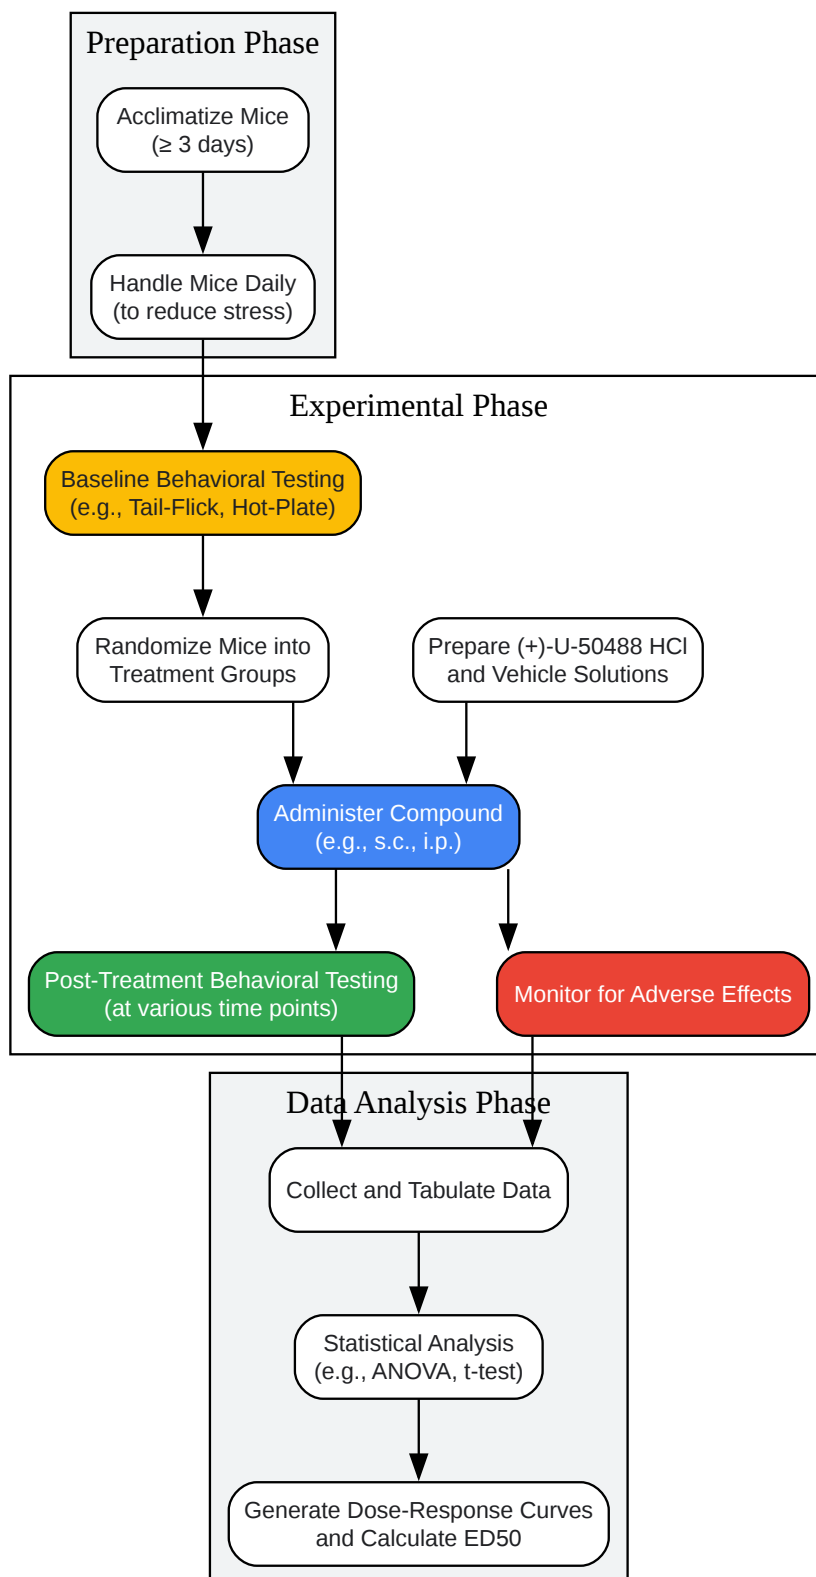 Preparation Phase
Acclimatize Mice
(≥ 3 days)
Handle Mice Daily
(to reduce stress)
Experimental Phase
Baseline Behavioral Testing
(e.g., Tail-Flick, Hot-Plate)
Randomize Mice into
Treatment Groups
Prepare (+)-U-50488 HCl
and Vehicle Solutions
Administer Compound
(e.g., s.c., i.p.)
Post-Treatment Behavioral Testing
(at various time points)
Monitor for Adverse Effects
Data Analysis Phase
Collect and Tabulate Data
Statistical Analysis
(e.g., ANOVA, t-test)
Generate Dose-Response Curves
and Calculate ED50